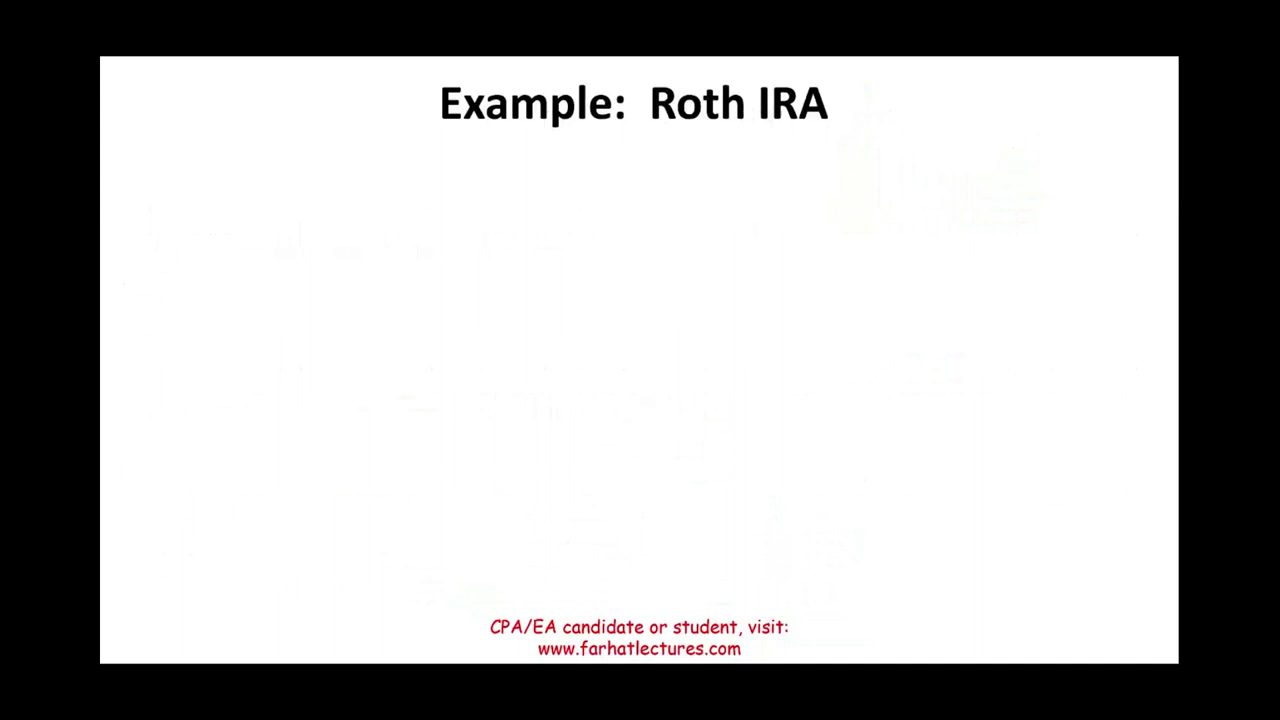 Example: Roth IRA
CPA/EA candidate or student, visit:
www.farhatlectures.com